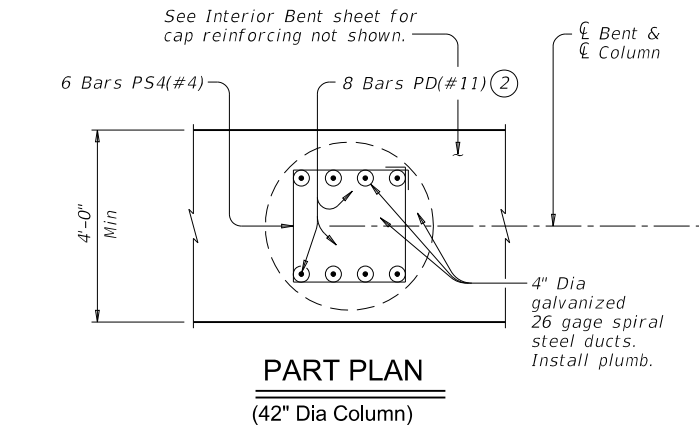 See Interior Bent sheet for
cap reinforcing not shown.
℄ Bent &
℄ Column
6 Bars PS4(#4)
8 Bars PD(#11) 2
4'-0"
Min
4" Dia
galvanized
26 gage spiral
steel ducts.
Install plumb.
PART PLAN
(42" Dia Column)